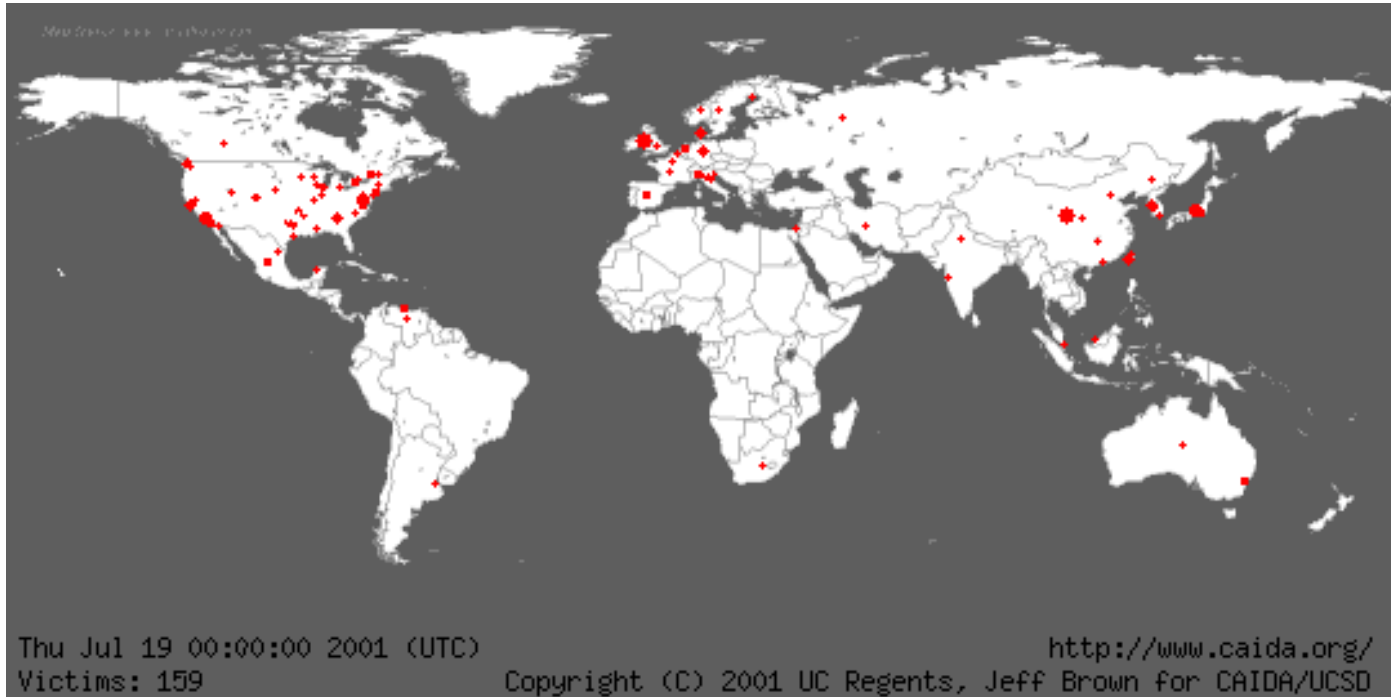 Thu Jul 19 00:00:00 2001 (UTC)
http://www.caida.org/
Victims: 159
Copyright (C) 2001 UC Regents, Jeff Brown for CAIDA/UCSD